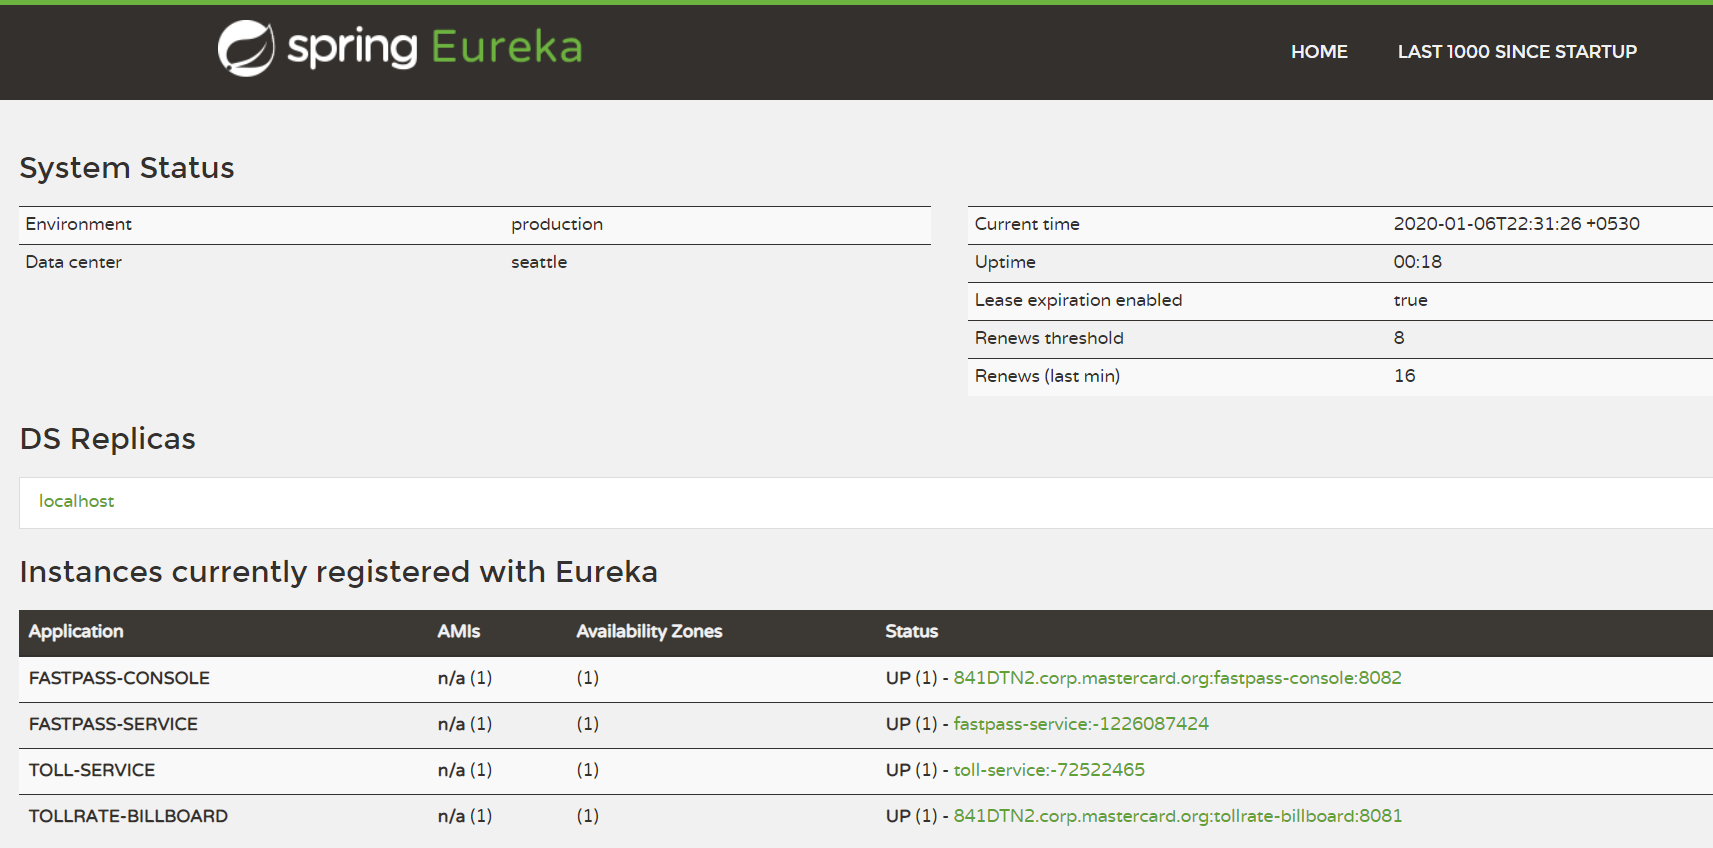 spring Eureka
HOME LAST 1000 SINCE STARTUP
System Status
Environment production
Data center seattle
Current time 2020-01-06T22:31:26 +0530
Uptime 00:18
Lease expiration enabled true
Renews threshold 8
Renews (last min) 16
DS Replicas
localhost
Instances currently registered with Eureka
Application AMIs Availability Zones Status
FASTPASS-CONSOLE n/a (1) (1) UP (1) - 841DTN2.corp.mastercard.org:fastpass-console:8082
FASTPASS-SERVICE n/a (1) (1) UP (1) - fastpass-service:-1226087424
TOLL-SERVICE n/a (1) (1) UP (1) - toll-service:-72522465
TOLLRATE-BILLBOARD n/a (1) (1) UP (1) - 841DTN2.corp.mastercard.org:tollrate-billboard:8081